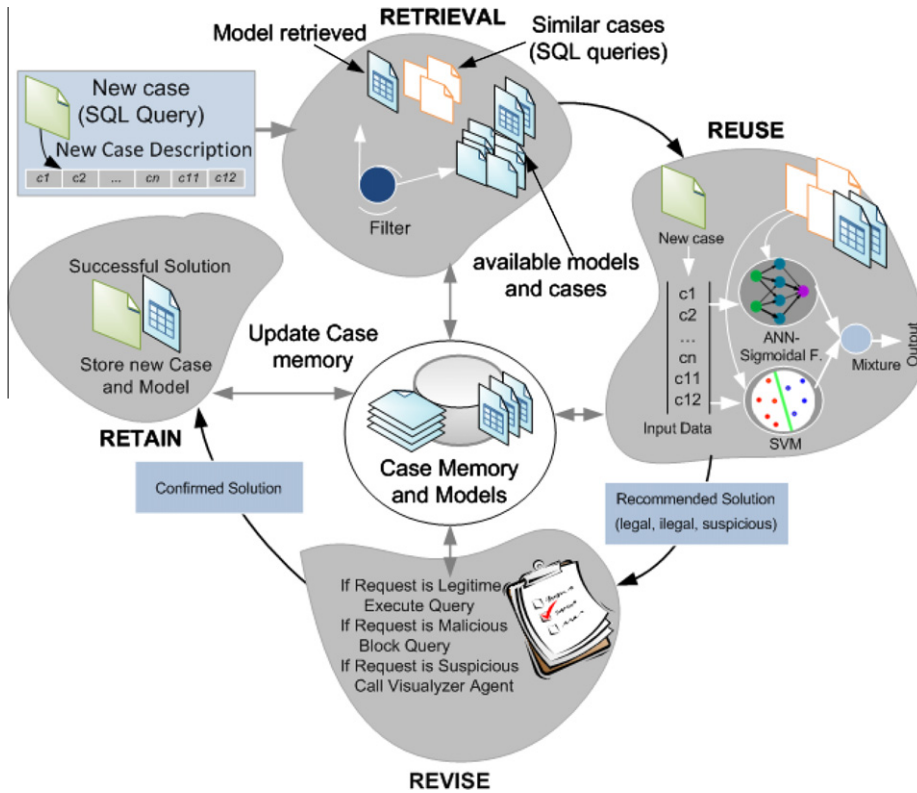 RETRIEVAL
Model retrieved
Similar cases
(SQL queries)
New case
(SQL Query)
New Case Description
c1 c2 ... cn c11 c12
Filter
available models
and cases
REUSE
New case
c1
c2
...
cn
c11
c12
Input Data
ANN-
Sigmoidal F.
SVM
Mixture
Output
Successful Solution
Store new Case
and Model
RETAIN
Update Case
memory
Case Memory
and Models
Confirmed Solution
Recommended Solution
(legal, ilegal, suspicious)
If Request is Legitime
Execute Query
If Request is Malicious
Block Query
If Request is Suspicious
Call Visualyzer Agent
REVISE